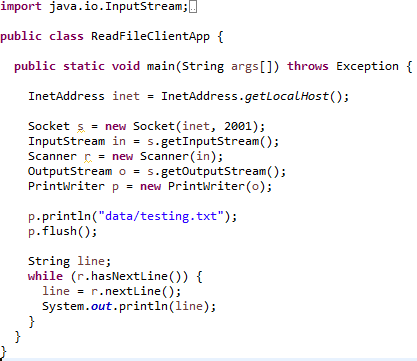 import java.io.InputStream;
public class ReadFileClientApp {
public static void main(String args[]) throws Exception {
InetAddress inet = InetAddress.getLocalHost();
Socket s = new Socket(inet, 2001);
InputStream in = s.getInputStream();
Scanner r = new Scanner(in);
OutputStream o = s.getOutputStream();
PrintWriter p = new PrintWriter(o);
p.println("data/testing.txt");
p.flush();
String line;
while (r.hasNextLine()) {
line = r.nextLine();
System.out.println(line);
}
}
}